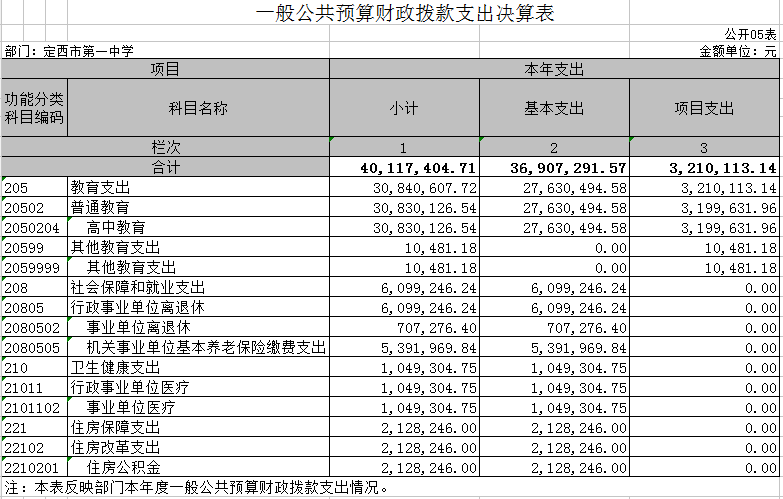 一般公共预算财政拨款支出决算表
公开05表
部门：定西市第一中学 金额单位：元
项目 本年支出
功能分类科目编码 科目名称 小计 基本支出 项目支出
栏次 1 2 3
合计 40,117,404.71 36,907,291.57 3,210,113.14
205 教育支出 30,840,607.72 27,630,494.58 3,210,113.14
20502 普通教育 30,830,126.54 27,630,494.58 3,199,631.96
2050204 高中教育 30,830,126.54 27,630,494.58 3,199,631.96
20599 其他教育支出 10,481.18 0.00 10,481.18
2059999 其他教育支出 10,481.18 0.00 10,481.18
208 社会保障和就业支出 6,099,246.24 6,099,246.24 0.00
20805 行政事业单位离退休 6,099,246.24 6,099,246.24 0.00
2080502 事业单位离退休 707,276.40 707,276.40 0.00
2080505 机关事业单位基本养老保险缴费支出 5,391,969.84 5,391,969.84 0.00
210 卫生健康支出 1,049,304.75 1,049,304.75 0.00
21011 行政事业单位医疗 1,049,304.75 1,049,304.75 0.00
2101102 事业单位医疗 1,049,304.75 1,049,304.75 0.00
221 住房保障支出 2,128,246.00 2,128,246.00 0.00
22102 住房改革支出 2,128,246.00 2,128,246.00 0.00
2210201 住房公积金 2,128,246.00 2,128,246.00 0.00
注：本表反映部门本年度一般公共预算财政拨款支出情况。